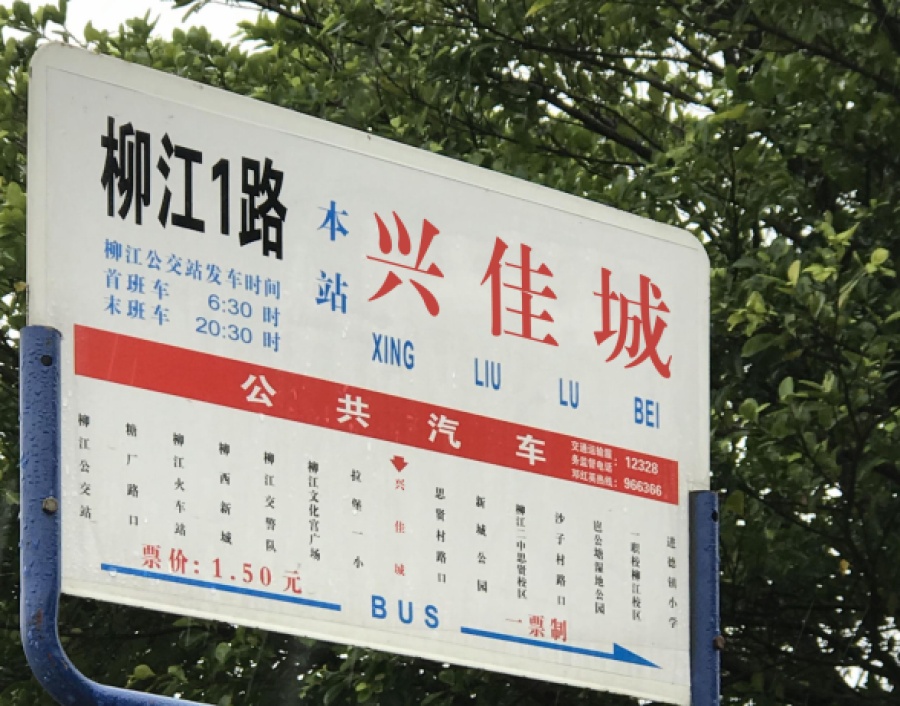 柳江1路
柳江公交站发车时间
首班车 6:30 时
末班车 20:30 时
本站
兴佳城
XING LIU LU BEI
公共汽车
交通运输服务监督电话：12328
邓红英热线：966366
柳江公交站
糖厂路口
柳江火车站
柳西新城
柳江交警队
柳江文化宫广场
拉堡一小
兴佳城
思贤村路口
新城公园
柳江二中思贤校区
沙子村路口
邕公塘湿地公园
一职校柳江校区
进德镇小学
票价：1.50 元
BUS
一票制